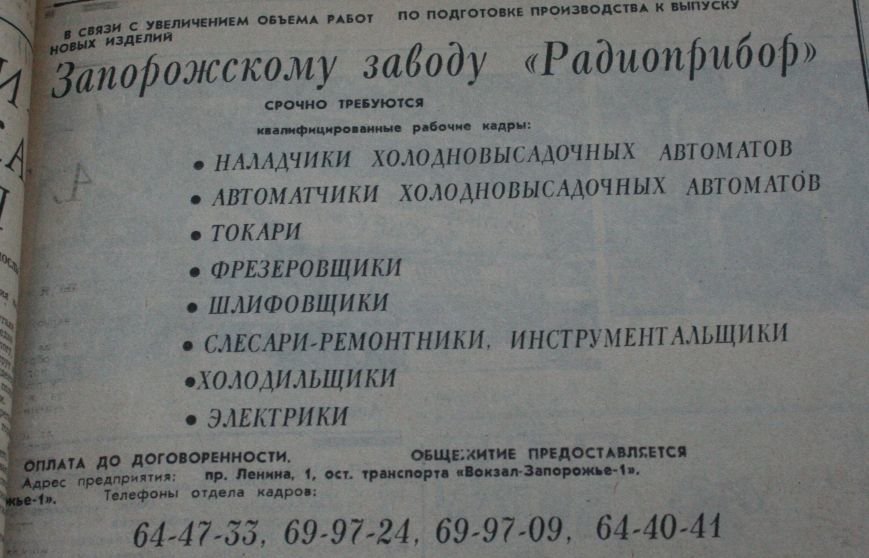 В СВЯЗИ С УВЕЛИЧЕНИЕМ ОБЪЕМА РАБОТ ПО ПОДГОТОВКЕ ПРОИЗВОДСТВА К ВЫПУСКУ
НОВЫХ ИЗДЕЛИЙ
Запорожскому заводу «Радиоприбор»
СРОЧНО ТРЕБУЮТСЯ
квалифицированные рабочие кадры:
• НАЛАДЧИКИ ХОЛОДНОВЫСАДОЧНЫХ АВТОМАТОВ
• АВТОМАТЧИКИ ХОЛОДНОВЫСАДОЧНЫХ АВТОМАТОВ
• ТОКАРИ
• ФРЕЗЕРОВЩИКИ
• ШЛИФОВЩИКИ
• СЛЕСАРИ-РЕМОНТНИКИ, ИНСТРУМЕНТАЛЬЩИКИ
• ХОЛОДИЛЬЩИКИ
• ЭЛЕКТРИКИ
ОПЛАТА ДО ДОГОВОРЕННОСТИ. ОБЩЕЖИТИЕ ПРЕДОСТАВЛЯЕТСЯ
Адрес предприятия: пр. Ленина, 1, ост. транспорта «Вокзал-Запорожье-1».
жье-1». Телефоны отдела кадров:
64-47-33, 69-97-24, 69-97-09, 64-40-41